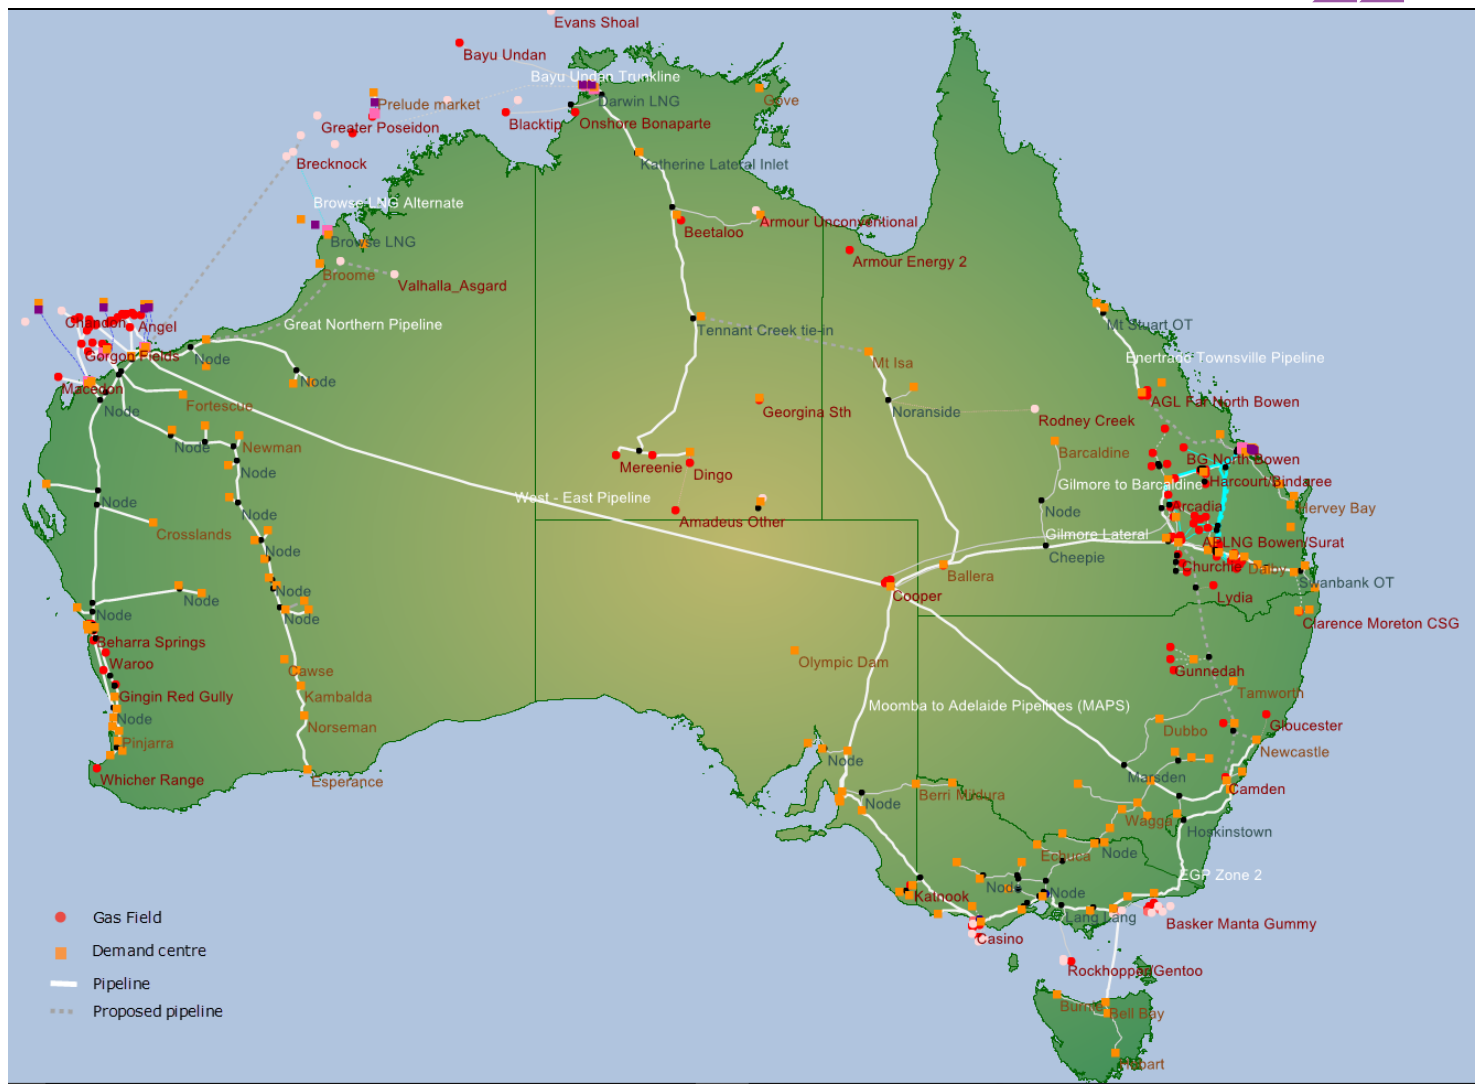 Evans Shoal
Bayu Undan
Bayu Undan Trunkline
Prelude market
Darwin LNG
Gove
Greater Poseidon
Blacktip
Onshore Bonaparte
Brecknock
Katherine Lateral Inlet
Browse LNG Alternate
Armour Unconventional
Beetaloo
Browse LNG
Armour Energy 2
Broome
Valhalla_Asgard
Chandon
Angel
Great Northern Pipeline
Tennant Creek tie-in
Mt Stuart OT
Gorgon Fields
Node
Enertrade Townsville Pipeline
Mt Isa
Macedon
Node
Node
Fortescue
Georgina Sth
Noranside
Rodney Creek
AGL Far North Bowen
Node
Newman
Barcaldine
Mereenie
Dingo
BG North Bowen
Node
Gilmore to Barcaldine
Harcourt/Bindaree
Node
West - East Pipeline
Node
Node
Arcadia
Hervey Bay
Crosslands
Amadeus Other
Gilmore Lateral
APLNG Bowen/Surat
Node
Cheepie
Churchie
Dalby
Ballera
Swanbank OT
Node
Node
Cooper
Lydia
Node
Node
Clarence Moreton CSG
Beharra Springs
Waroo
Olympic Dam
Gunnedah
Cawse
Gingin Red Gully
Kambalda
Tamworth
Moomba to Adelaide Pipelines (MAPS)
Node
Norseman
Dubbo
Gloucester
Pinjarra
Newcastle
Node
Whicher Range
Esperance
Marsden
Camden
Node
Berri Mildura
Wagga
Hoskinstown
Echuca
Node
EGP Zone 2
Node
Node
Katnook
Gas Field
Lang Lang
Basker Manta Gummy
Casino
Demand centre
Rockhopper/Gentoo
Pipeline
Burnie
Bell Bay
Proposed pipeline
Hobart